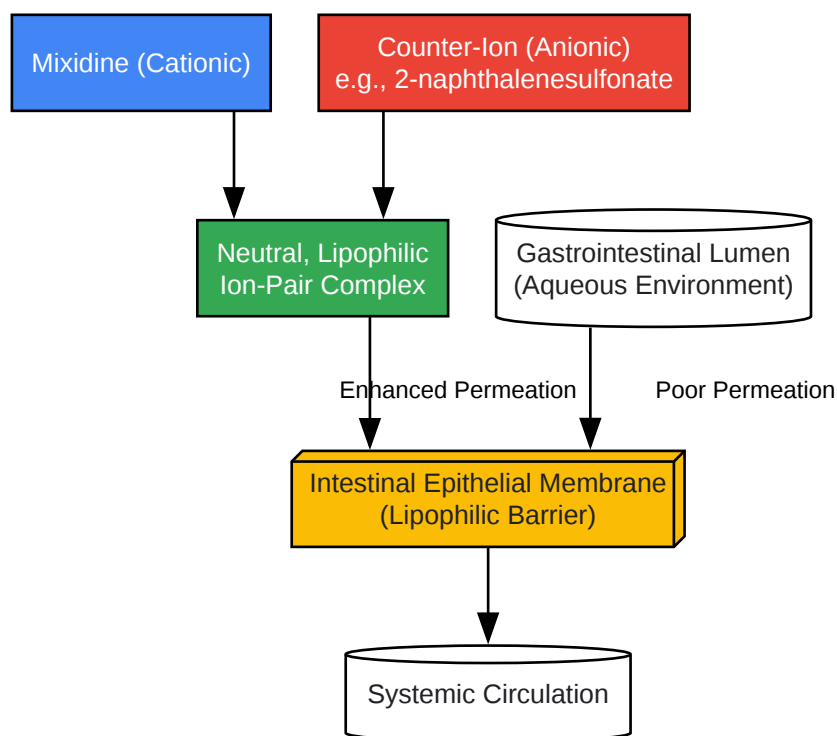 Mixidine (Cationic)
Counter-Ion (Anionic)
e.g., 2-naphthalenesulfonate
Neutral, Lipophilic
Ion-Pair Complex
Gastrointestinal Lumen
(Aqueous Environment)
Enhanced Permeation
Poor Permeation
Intestinal Epithelial Membrane
(Lipophilic Barrier)
Systemic Circulation